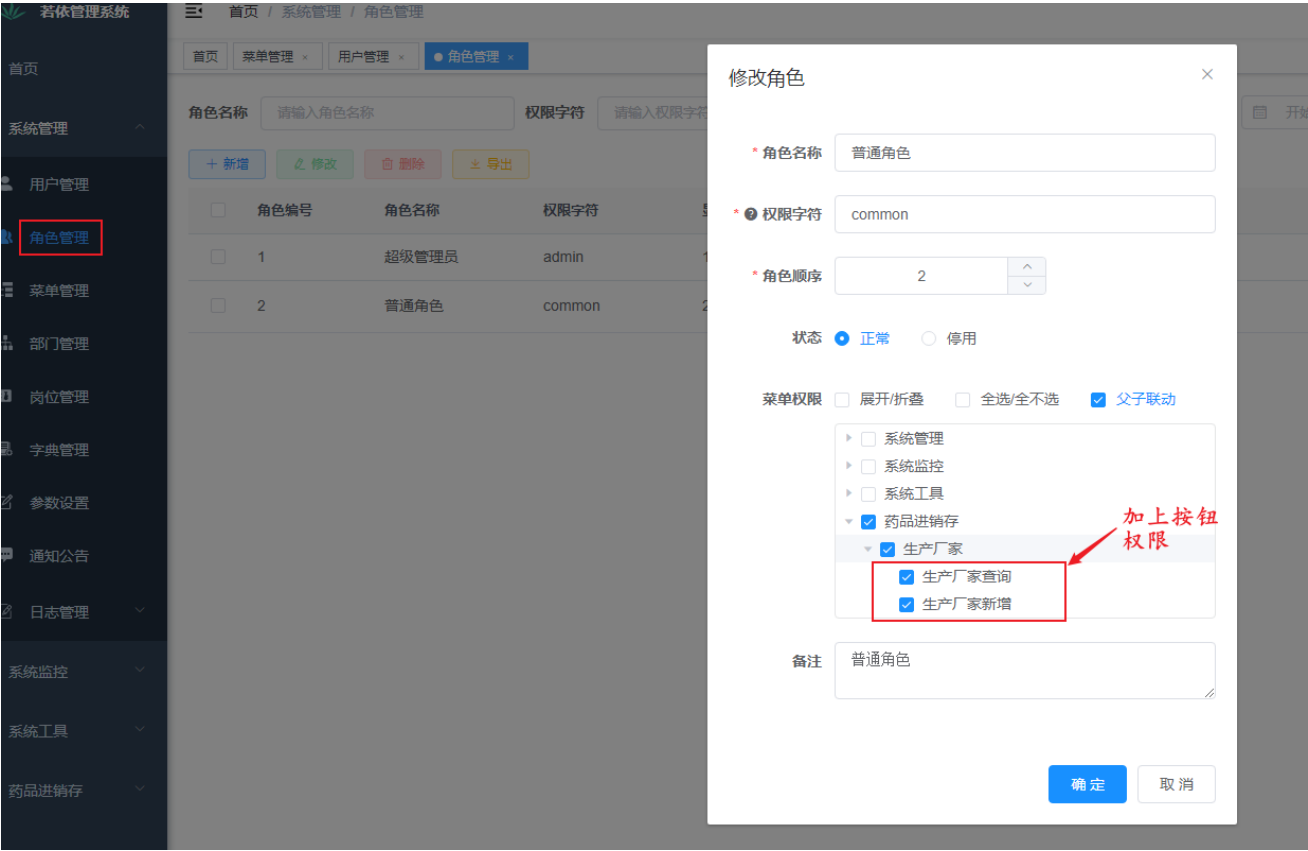 若依管理系统
首页 / 系统管理 / 角色管理
首页
菜单管理 ×
用户管理 ×
角色管理 ×
首页
系统管理
用户管理
角色管理
菜单管理
部门管理
岗位管理
字典管理
参数设置
通知公告
日志管理
系统监控
系统工具
药品进销存
角色名称 请输入角色名称 权限字符 请输入权限字符
开始
+ 新增 修改 删除 导出
角色编号 角色名称 权限字符
1 超级管理员 admin 1
2 普通角色 common 2
修改角色 ×
* 角色名称 普通角色
* ? 权限字符 common
* 角色顺序 2
状态 正常 停用
菜单权限 展开/折叠 全选/全不选 父子联动
系统管理
系统监控
系统工具
药品进销存
生产厂家
生产厂家查询
生产厂家新增
加上按钮
权限
备注 普通角色
确 定 取 消